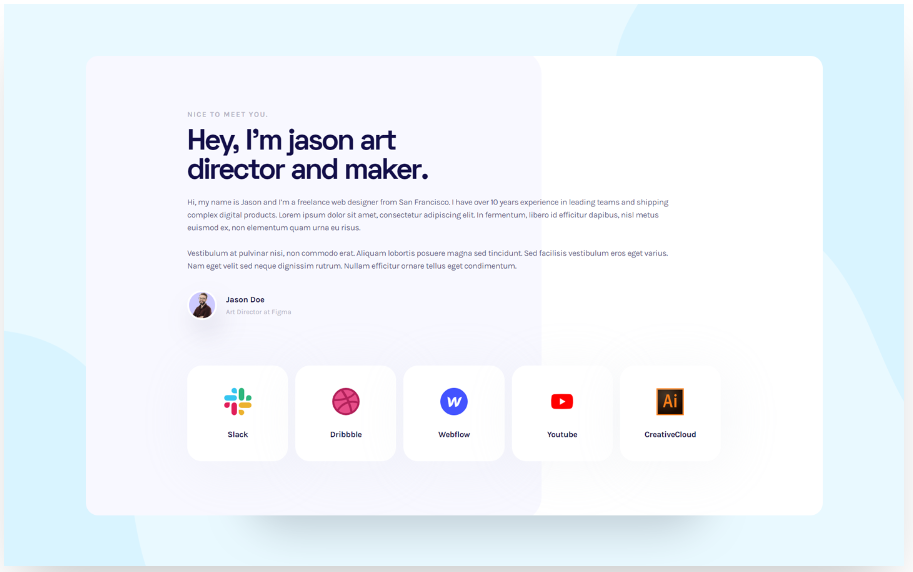 NICE TO MEET YOU.
Hey, I'm jason art
director and maker.
Hi, my name is Jason and I'm a freelance web designer from San Francisco. I have over 10 years experience in leading teams and shipping
complex digital products. Lorem ipsum dolor sit amet, consectetur adipiscing elit. In fermentum, libero id efficitur dapibus, nisl metus
euismod ex, non elementum quam urna eu risus.
Vestibulum at pulvinar nisi, non commodo erat. Aliquam lobortis posuere magna sed tincidunt. Sed facilisis vestibulum eros eget varius.
Nam eget velit sed neque dignissim rutrum. Nullam efficitur ornare tellus eget condimentum.
Jason Doe
Art Director at Figma
w
Ai
Slack
Dribbble
Webflow
Youtube
CreativeCloud